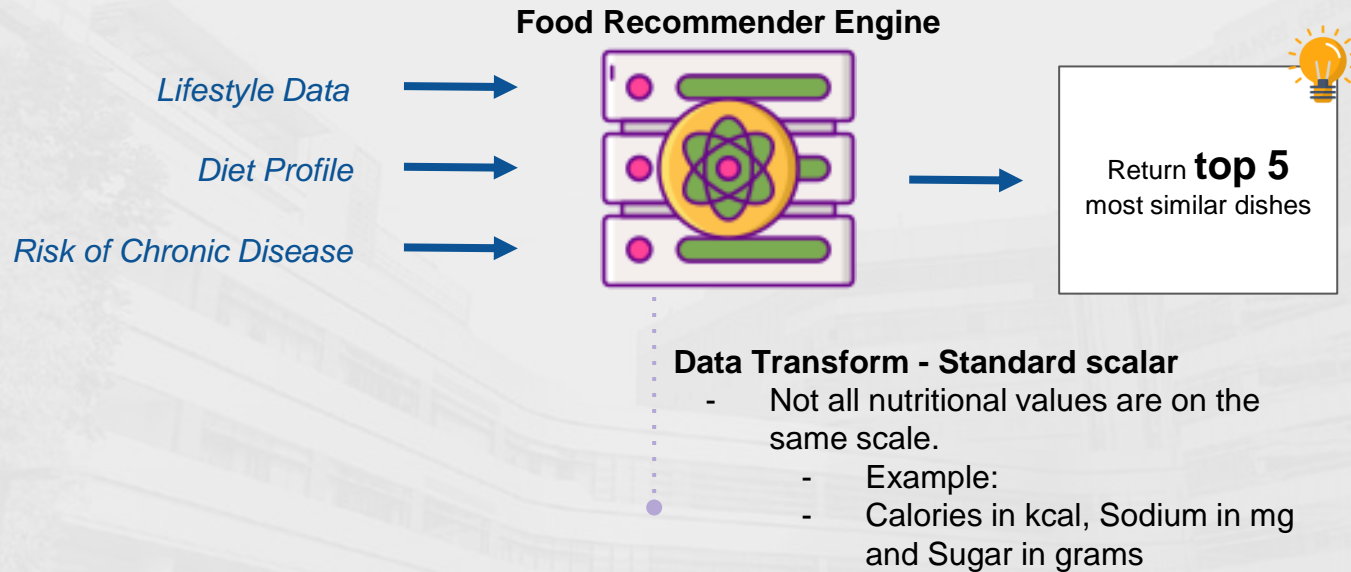 Food Recommender Engine
Lifestyle Data
Diet Profile
Risk of Chronic Disease
Return top 5
most similar dishes
Data Transform - Standard scalar
- Not all nutritional values are on the
same scale.
- Example:
- Calories in kcal, Sodium in mg
and Sugar in grams